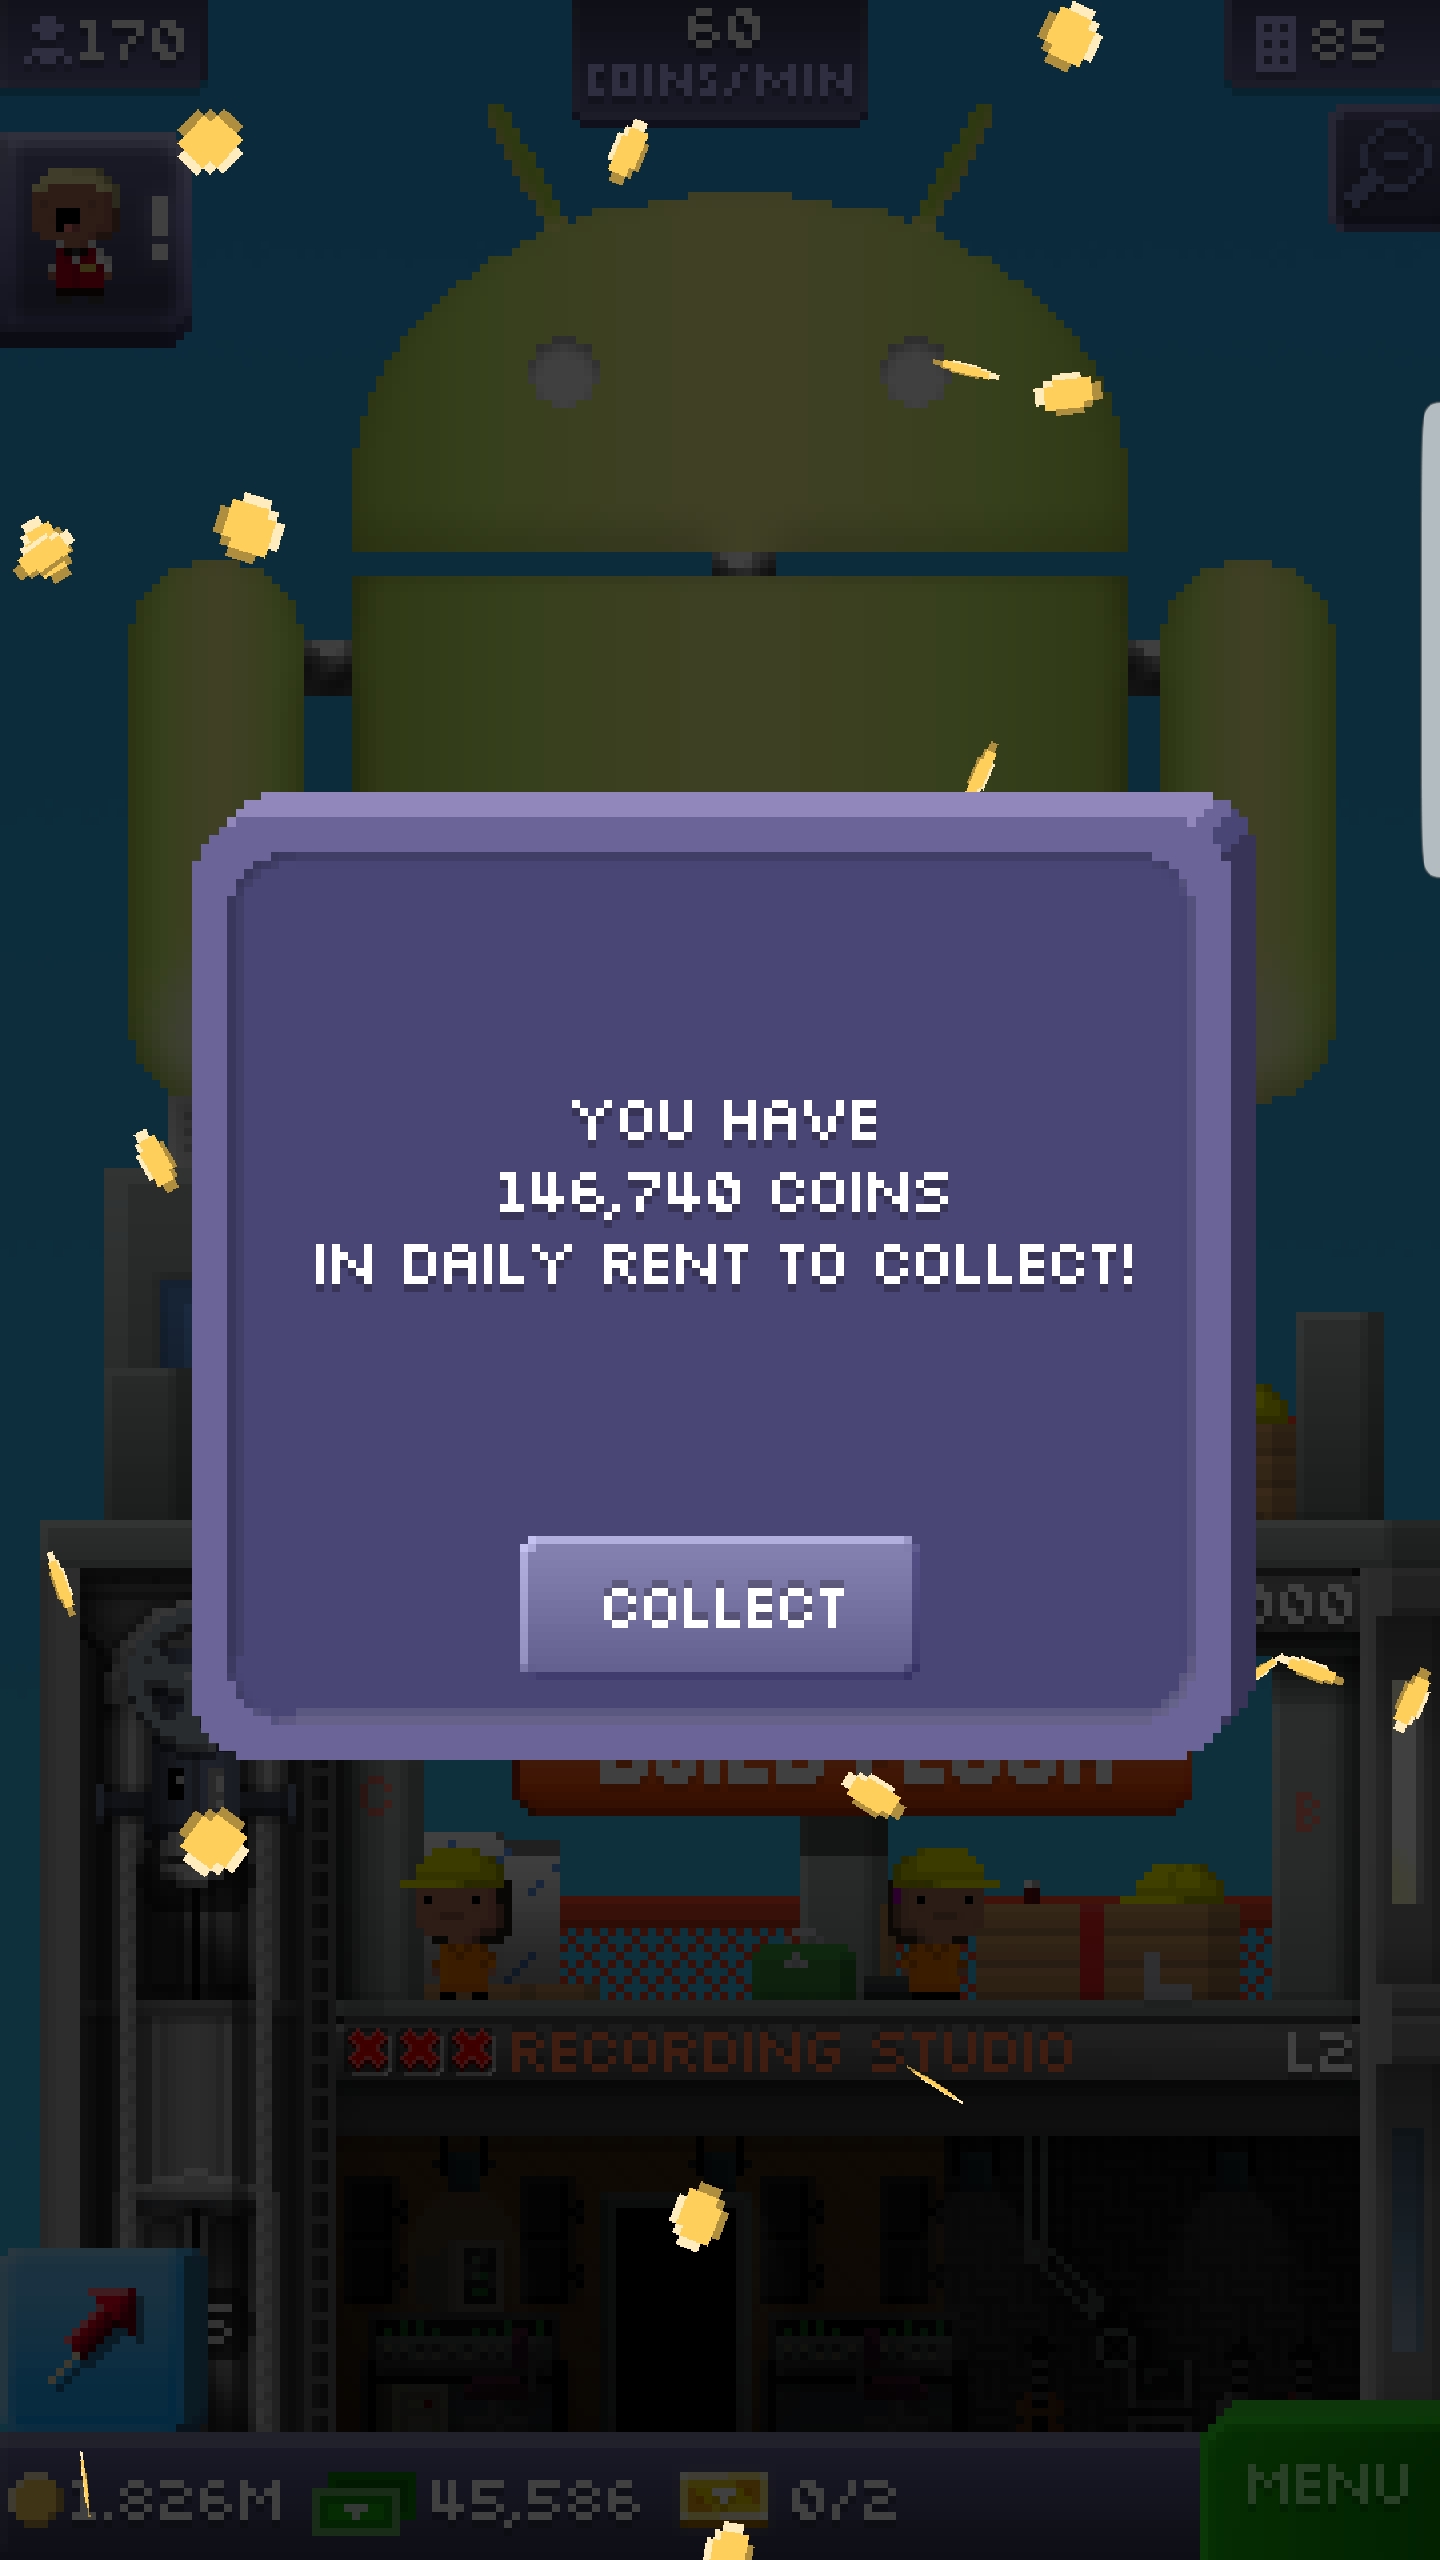 170
60
COINS/MIN
85
!
YOU HAVE
146,740 COINS
IN DAILY RENT TO COLLECT!
COLLECT
000
C
B
RECORDING STUDIO
L2
1.826M
45,586
0/2
MENU